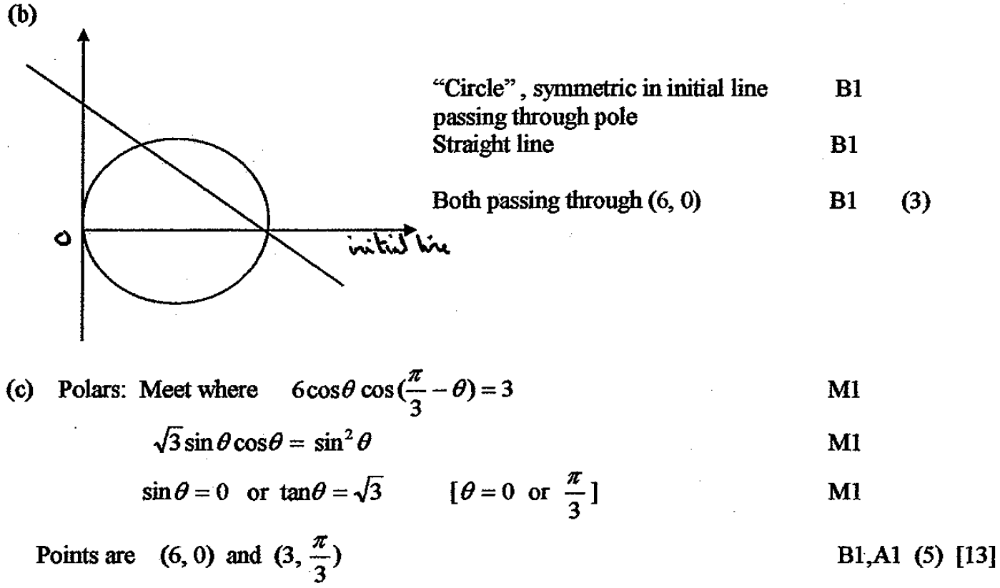 (b)
“Circle”, symmetric in initial line B1
passing through pole
Straight line B1
Both passing through (6, 0) B1 (3)
O
initial line
(c) Polars: Meet where 6cosθ cos(π/3 − θ) = 3 M1
√3 sinθ cosθ = sin² θ M1
sinθ = 0 or tanθ = √3 [θ = 0 or π/3] M1
Points are (6, 0) and (3, π/3) B1,A1 (5) [13]